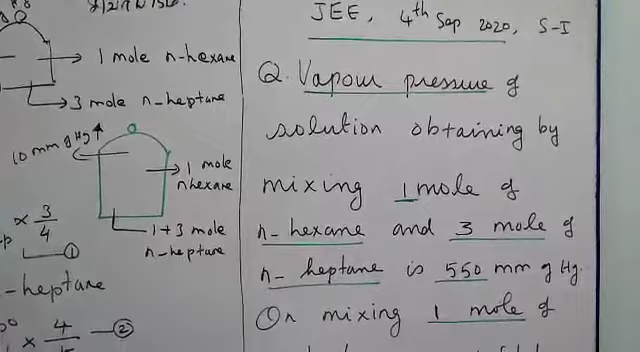 JEE, 4th Sep 2020, S-I
Q. Vapour pressure of
solution obtaining by
mixing 1 mole of
n-hexane and 3 mole of
n-heptane is 550 mm of Hg.
On mixing 1 mole of
1 mole n-hexane
3 mole n-heptane
10 mm of Hg ↑
1 mole
nhexane
1+3 mole
n-heptane
× 3/4
①
-heptane
× 4 ②